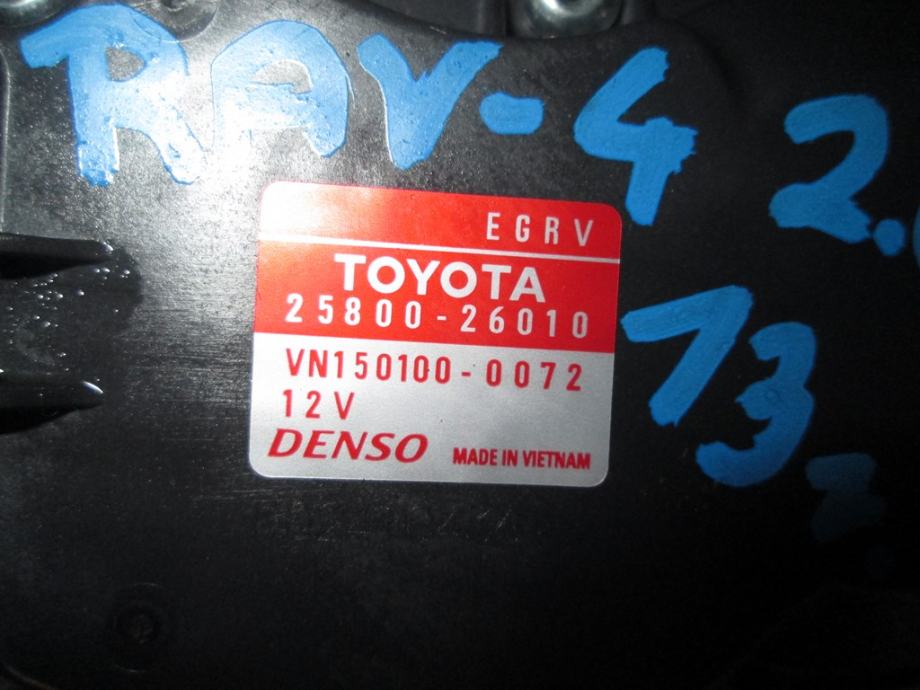 RAV-4 2.
13
EGRV
TOYOTA
25800-26010
VN150100-0072
12V
DENSO MADE IN VIETNAM